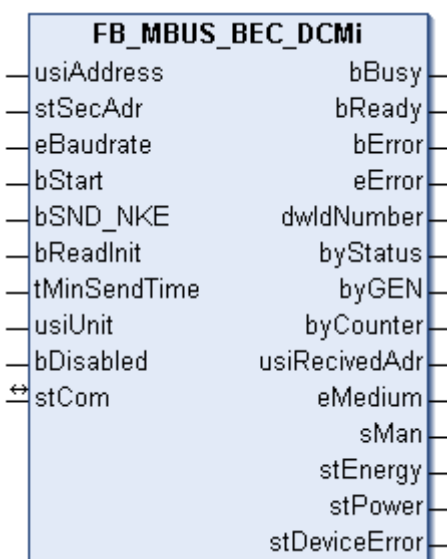 FB_MBUS_BEC_DCMi
usiAddress bBusy
stSecAdr bReady
eBaudrate bError
bStart eError
bSND_NKE dwIdNumber
bReadInit byStatus
tMinSendTime byGEN
usiUnit byCounter
bDisabled usiRecivedAdr
stCom eMedium
sMan
stEnergy
stPower
stDeviceError